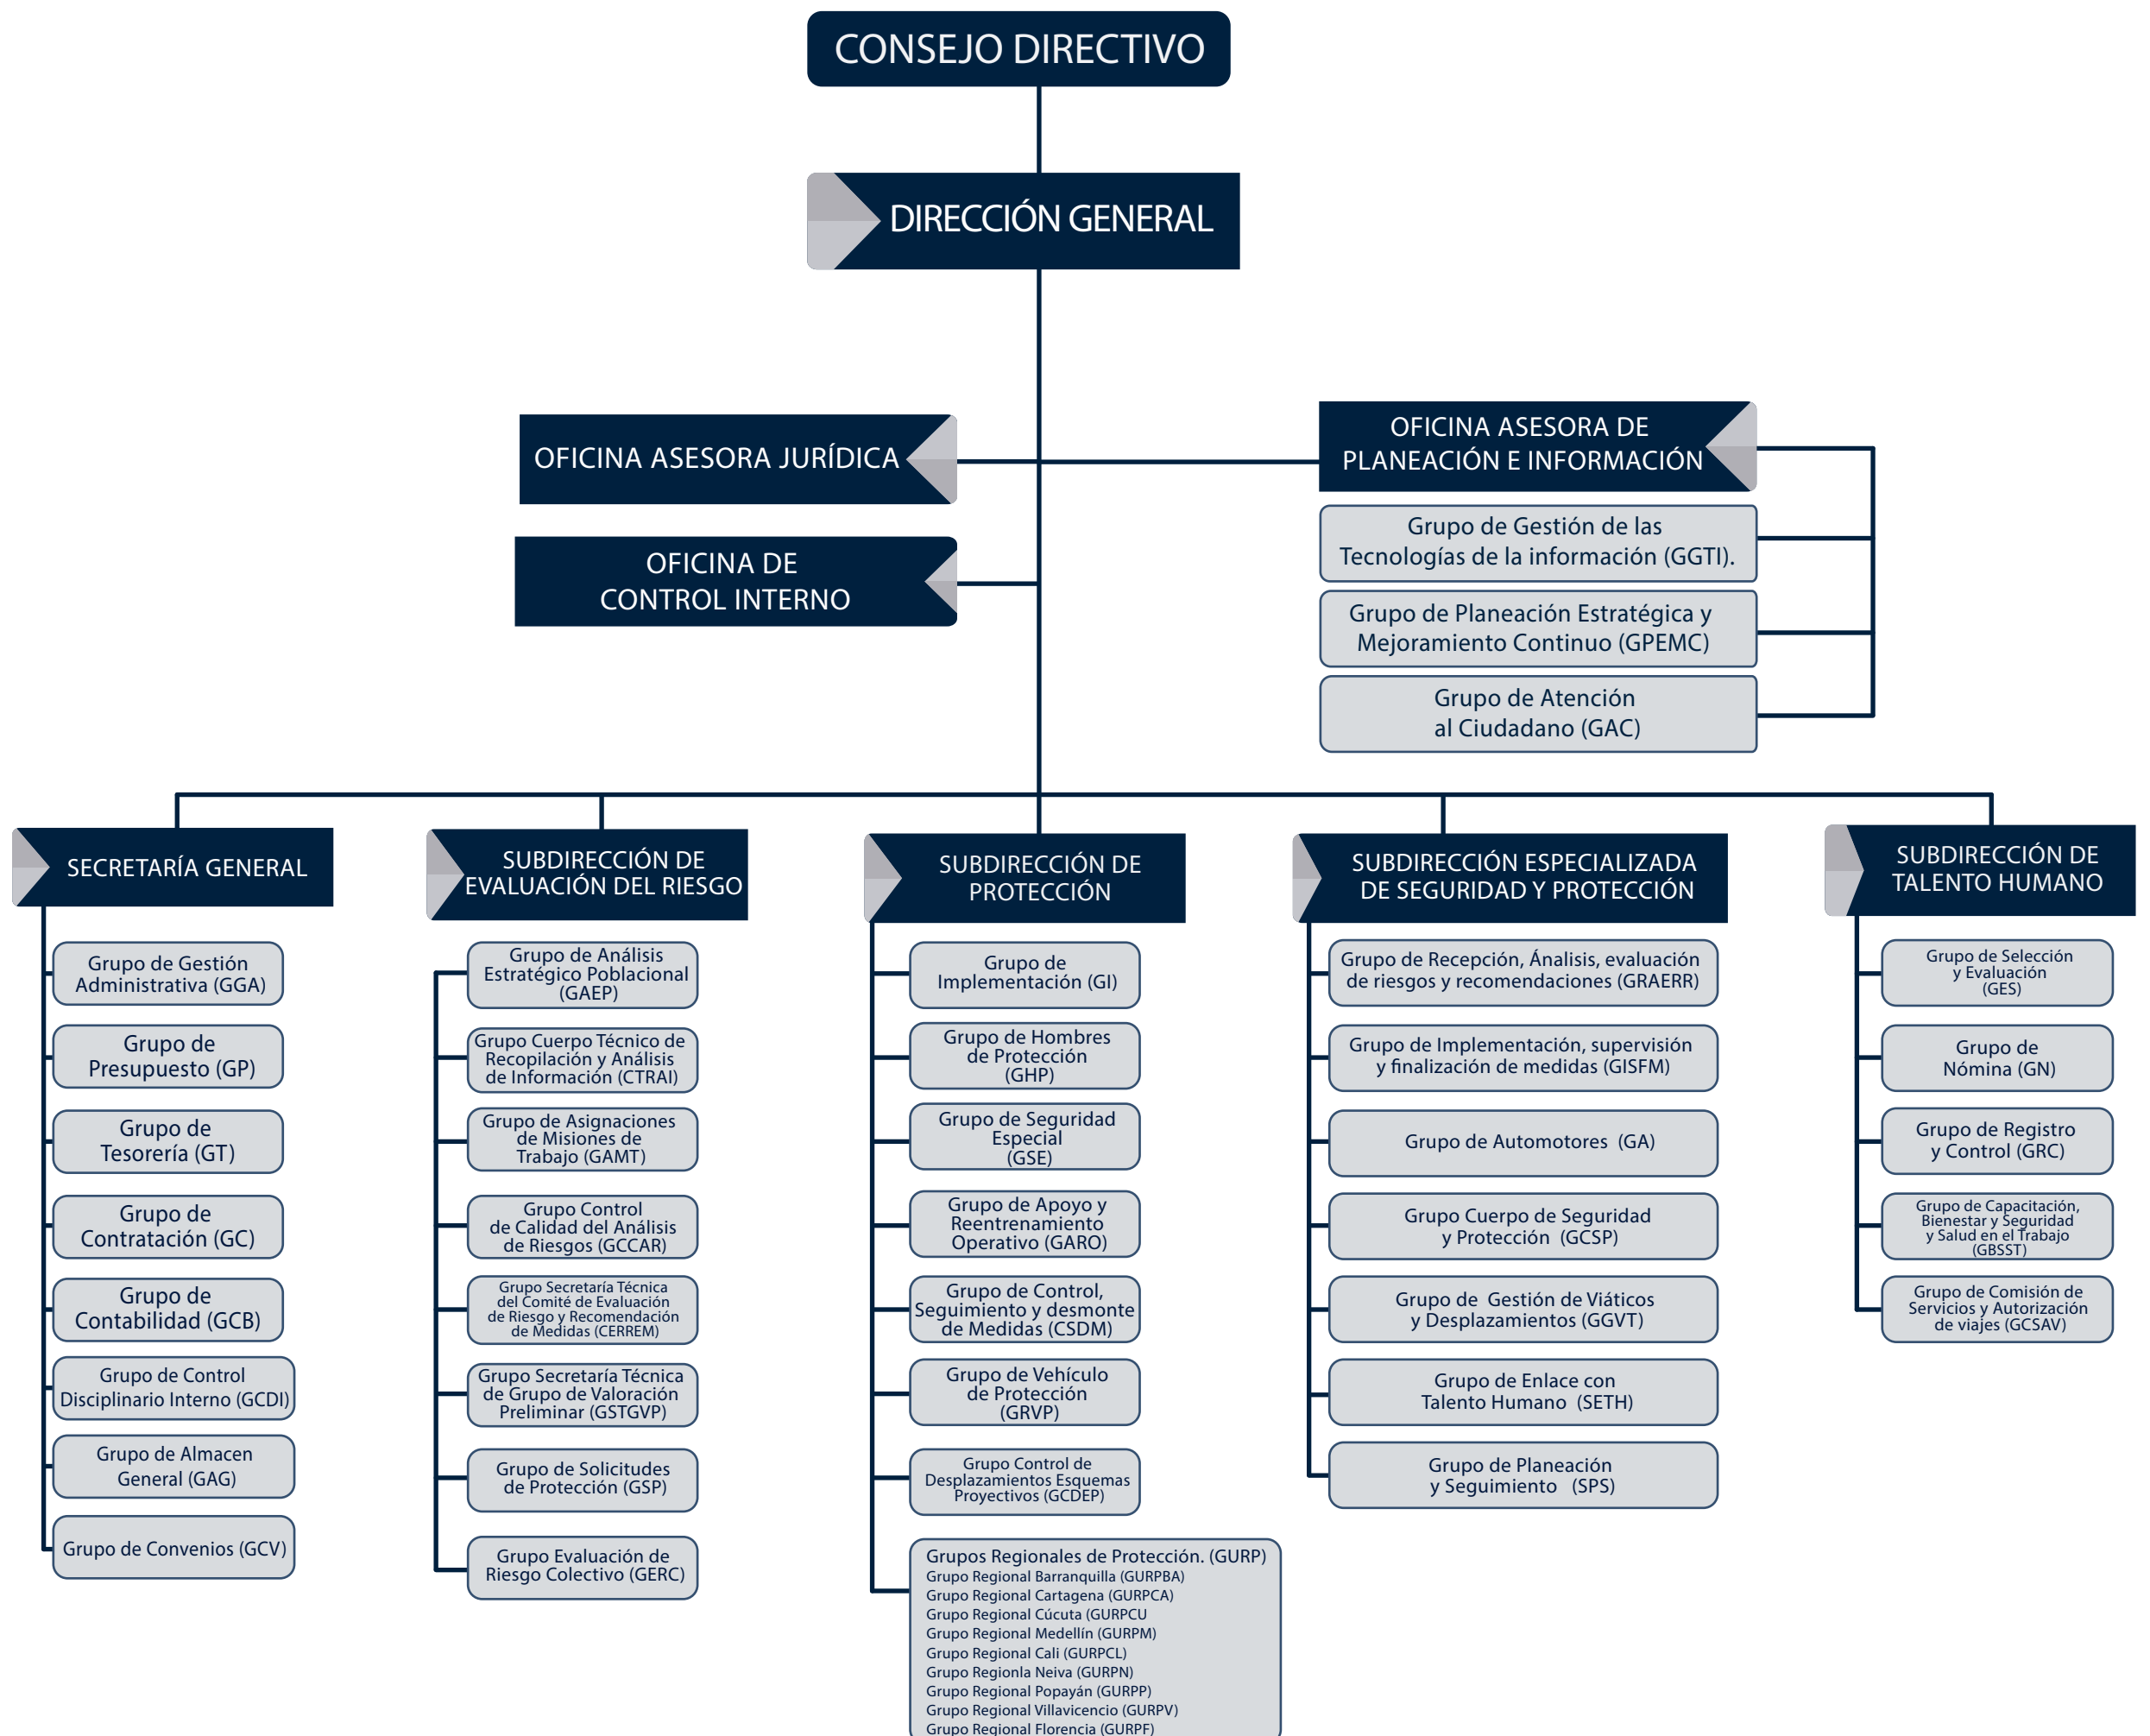 CONSEJO DIRECTIVO
DIRECCIÓN GENERAL
OFICINA ASESORA JURÍDICA
OFICINA ASESORA DE
PLANEACIÓN E INFORMACIÓN
Grupo de Gestión de las
Tecnologías de la información (GGTI).
Grupo de Planeación Estratégica y
Mejoramiento Continuo (GPEMC)
Grupo de Atención
al Ciudadano (GAC)
OFICINA DE
CONTROL INTERNO
SECRETARÍA GENERAL
Grupo de Gestión
Administrativa (GGA)
Grupo de
Presupuesto (GP)
Grupo de
Tesorería (GT)
Grupo de
Contratación (GC)
Grupo de
Contabilidad (GCB)
Grupo de Control
Disciplinario Interno (GCDI)
Grupo de Almacen
General (GAG)
Grupo de Convenios (GCV)
SUBDIRECCIÓN DE
EVALUACIÓN DEL RIESGO
Grupo de Análisis
Estratégico Poblacional
(GAEP)
Grupo Cuerpo Técnico de
Recopilación y Análisis
de Información (CTRAI)
Grupo de Asignaciones
de Misiones de
Trabajo (GAMT)
Grupo Control
de Calidad del Análisis
de Riesgos (GCCAR)
Grupo Secretaría Técnica
del Comité de Evaluación
de Riesgo y Recomendación
de Medidas (CERREM)
Grupo Secretaría Técnica
de Grupo de Valoración
Preliminar (GSTGVP)
Grupo de Solicitudes
de Protección (GSP)
Grupo Evaluación de
Riesgo Colectivo (GERC)
SUBDIRECCIÓN DE
PROTECCIÓN
Grupo de
Implementación (GI)
Grupo de Hombres
de Protección
(GHP)
Grupo de Seguridad
Especial
(GSE)
Grupo de Apoyo y
Reentrenamiento
Operativo (GARO)
Grupo de Control,
Seguimiento y desmonte
de Medidas (CSDM)
Grupo de Vehículo
de Protección
(GRVP)
Grupo Control de
Desplazamientos Esquemas
Proyectivos (GCDEP)
Grupos Regionales de Protección. (GURP)
Grupo Regional Barranquilla (GURPBA)
Grupo Regional Cartagena (GURPCA)
Grupo Regional Cúcuta (GURPCU
Grupo Regional Medellín (GURPM)
Grupo Regional Cali (GURPCL)
Grupo Regionla Neiva (GURPN)
Grupo Regional Popayán (GURPP)
Grupo Regional Villavicencio (GURPV)
Grupo Regional Florencia (GURPF)
SUBDIRECCIÓN ESPECIALIZADA
DE SEGURIDAD Y PROTECCIÓN
Grupo de Recepción, Ánalisis, evaluación
de riesgos y recomendaciones (GRAERR)
Grupo de Implementación, supervisión
y finalización de medidas (GISFM)
Grupo de Automotores (GA)
Grupo Cuerpo de Seguridad
y Protección (GCSP)
Grupo de Gestión de Viáticos
y Desplazamientos (GGVT)
Grupo de Enlace con
Talento Humano (SETH)
Grupo de Planeación
y Seguimiento (SPS)
SUBDIRECCIÓN DE
TALENTO HUMANO
Grupo de Selección
y Evaluación
(GES)
Grupo de
Nómina (GN)
Grupo de Registro
y Control (GRC)
Grupo de Capacitación,
Bienestar y Seguridad
y Salud en el Trabajo
(GBSST)
Grupo de Comisión de
Servicios y Autorización
de viajes (GCSAV)